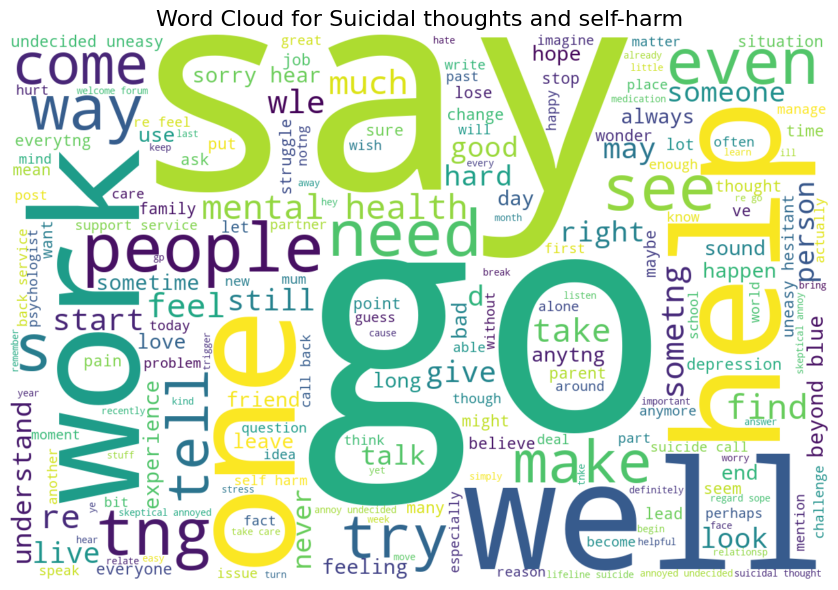 Word Cloud for Suicidal thoughts and self-harm
undecided uneasy
say
great
hate
imagine
matter
situation
come
job
sorry hear
much
write
past
hope
already
little
even
hurt
welcome forum
lose
stop
happy
place
medication
someone
way
re feel
wle
change
will
always
manage
everytng
use
last
put
struggle
notng
sure
wish
good
wonder
may
lot
often
time
mind
mean
keep
ask
hard
every
enough
learn
ill
help
post
care
away
day
see
thought
work
family
mental health
hey
month
re go
ve
person
support service
let
partner
need
right
know
actually
back service
psychologist
want
people
first
maybe
sound
uneasy hesitant
sometime
gp
new
mum
go
break
sometng
happen
bring
feel
still
point
d
listen
start
today
guess
bad
alone
take
school
world
skeptical annoy
s
love
cause
able
without
anytng
remember
pain
problem
trigger
call back
long
give
parent
depression
beyond blue
year
one
kind
though
around
important
tell
friend
might
anymore
find
understand
moment
recently
experience
question
think
talk
believe
deal
part
answer
another
stuff
leave
idea
yet
make
suicide call
self harm
well
tnke
end
worry
re
bit
stress
never
many
seem
regard sope
challenge
ye
skeptical annoyed
fact
annoy undecided
week
especially
simply
definitely
lead
perhaps
mention
tng
take care
try
begin
face
live
hear
become
helpful
look
relationsp
relate
easy
issue
feeling
move
speak
everyone
turn
reason
lifeline suicide
annoyed undecided
suicidal thought